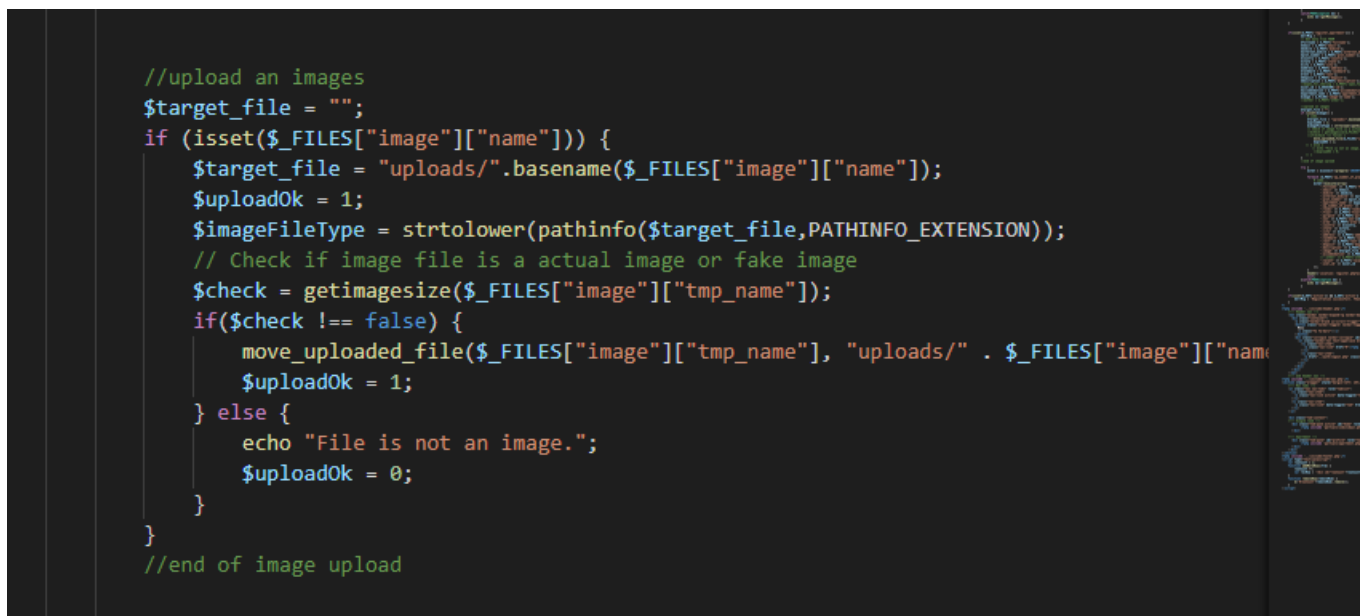 //upload an images
$target_file = "";
if (isset($_FILES["image"]["name"])) {
$target_file = "uploads/".basename($_FILES["image"]["name"]);
$uploadOk = 1;
$imageFileType = strtolower(pathinfo($target_file,PATHINFO_EXTENSION));
// Check if image file is a actual image or fake image
$check = getimagesize($_FILES["image"]["tmp_name"]);
if($check !== false) {
move_uploaded_file($_FILES["image"]["tmp_name"], "uploads/" . $_FILES["image"]["name
$uploadOk = 1;
} else {
echo "File is not an image.";
$uploadOk = 0;
}
}
//end of image upload